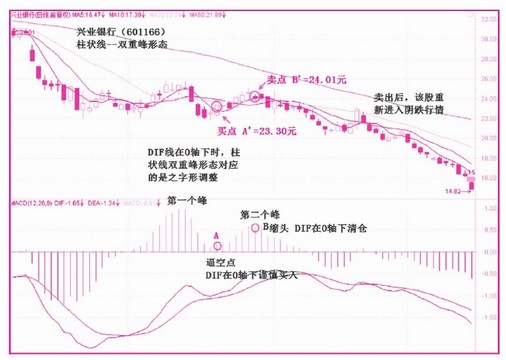 兴业银行(日线.前复权) MA5:16.47↓ MA10:17.38↓ MA60:21.89↓
兴业银行（601166）
柱状线--双重峰形态
卖点 B'=24.01元
买点 A'=23.30元
卖出后，该股重
新进入阴跌行情
DIF线在0轴下时，柱
状线双重峰形态对应
的是之字形调整
32.00
30.00
28.00
26.00
24.00
22.00
20.00
18.00
16.00
14.82
第一个峰
MACD(12,26,9) DIF:-1.65↓ DEA:-1.34↓
第二个峰
B缩头 DIF在0轴下清仓
A
逼空点
DIF在0轴下谨慎买入
1.00
0.50
0.00
-0.50
-1.00